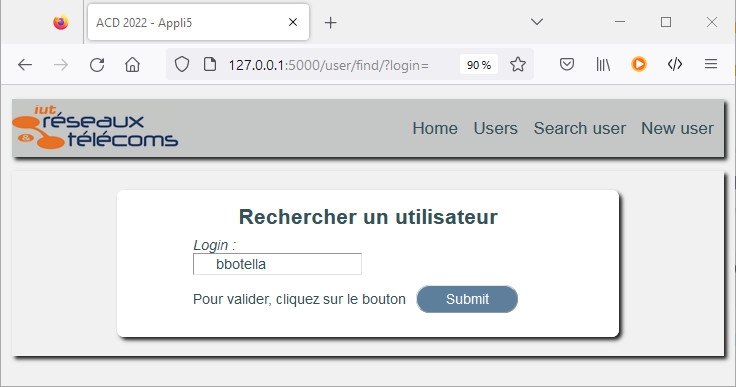 ACD 2022 - Appli5
127.0.0.1:5000/user/find/?login=
90 %
iut
réseaux
& télécoms
Home Users Search user New user
Rechercher un utilisateur
Login :
bbotella
Pour valider, cliquez sur le bouton Submit